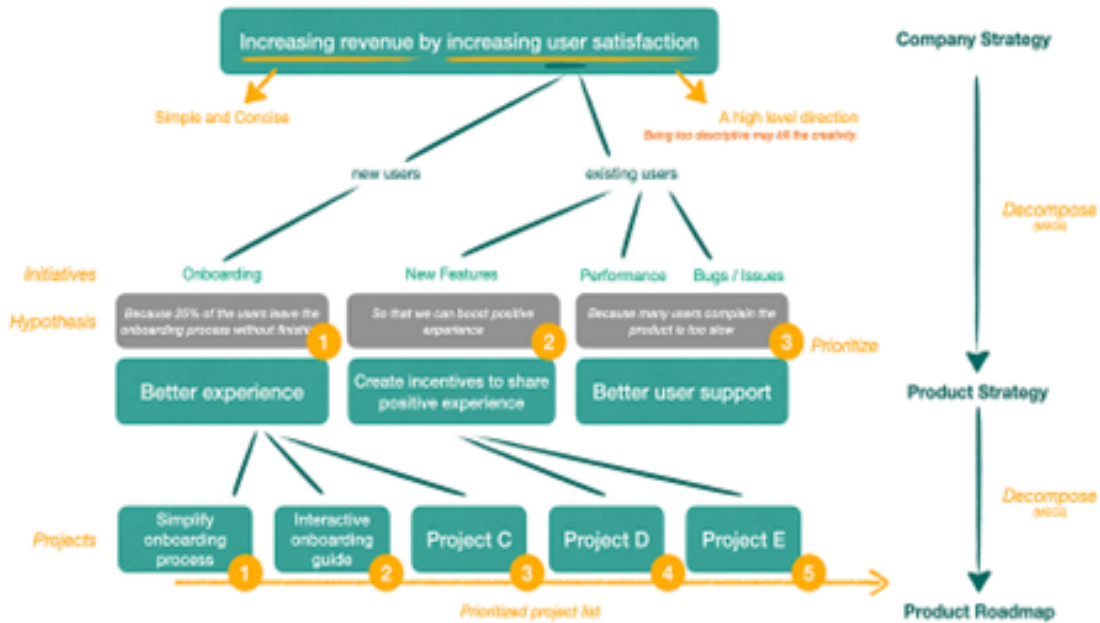 Increasing revenue by increasing user satisfaction
Company Strategy
Simple and Concise
A high level direction
Being too descriptive may kill the creativity.
new users
existing users
Decompose
(MECE)
Initiatives
Onboarding
New Features
Performance
Bugs / Issues
Hypothesis
Because 25% of the users leave the
onboarding process without finishi
1
So that we can boost positive
experience
2
Because many users complain the
product is too slow
3
Prioritize
Better experience
Create incentives to share
positive experience
Better user support
Product Strategy
Decompose
(MECE)
Projects
Simplify
onboarding
process
1
Interactive
onboarding
guide
2
Project C
3
Project D
4
Project E
5
Prioritized project list
Product Roadmap